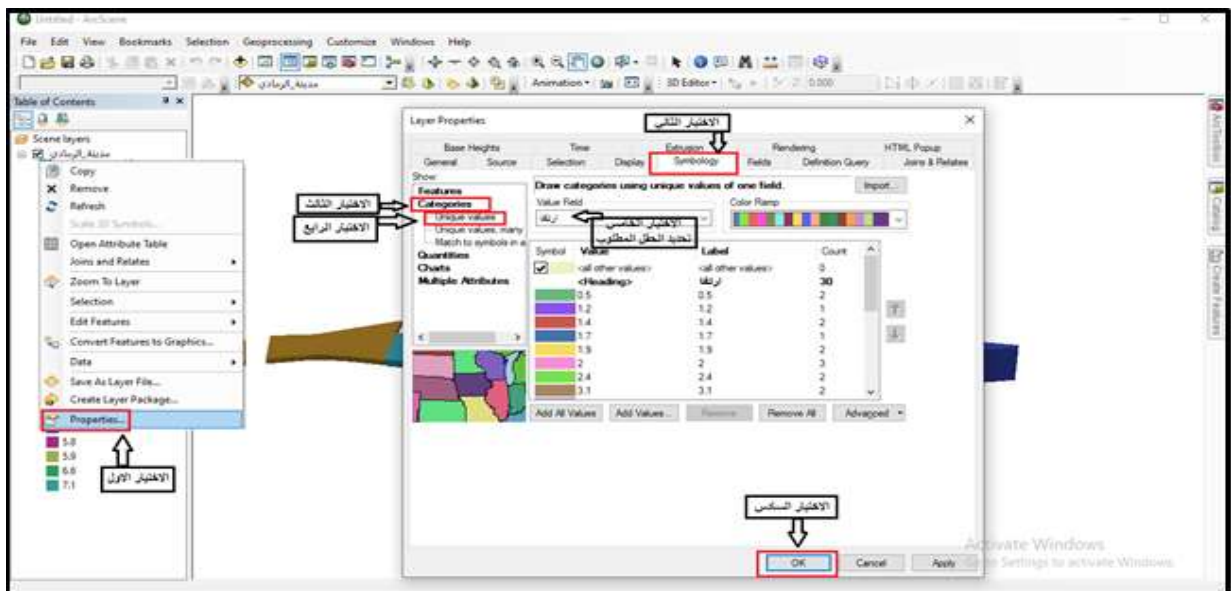 Untitled - ArcScene
File Edit View Bookmarks Selection Geoprocessing Customize Windows Help
مدينة_الرمادي Animation 3D Editor 0.000
Table of Contents
Scene layers
مدينة_الرمادي
Copy
Remove
Refresh
Scale 3D Symbols...
Open Attribute Table
Joins and Relates
Zoom To Layer
Selection
Edit Features
Convert Features to Graphics...
Data
Save As Layer File...
Create Layer Package...
Properties...
5.8
5.9
6.6
7.1
الاختيار الاول
Layer Properties
الاختيار الثاني
Base Heights Time Extrusion Rendering HTML Popup
General Source Selection Display Symbology Fields Definition Query Joins & Relates
Show:
Features
Categories
Unique values
Unique values, many
Match to symbols in a
Quantities
Charts
Multiple Attributes
الاختيار الثالث
الاختيار الرابع
Draw categories using unique values of one field.
Import...
Value Field
Color Ramp
ارتفا
الاختيار الخامس
تحديد الحقل المطلوب
Symbol Value Label Count
<all other values> <all other values> 0
<Heading> ارتفا 30
0.5 0.5 2
1.2 1.2 1
1.4 1.4 2
1.7 1.7 1
1.9 1.9 2
2 2 3
2.4 2.4 2
3.1 3.1 2
Add All Values Add Values... Remove Remove All Advanced
الاختيار السادس
OK Cancel Apply
Activate Windows
Go to Settings to activate Windows.
ArcToolbox
Catalog
Create Features